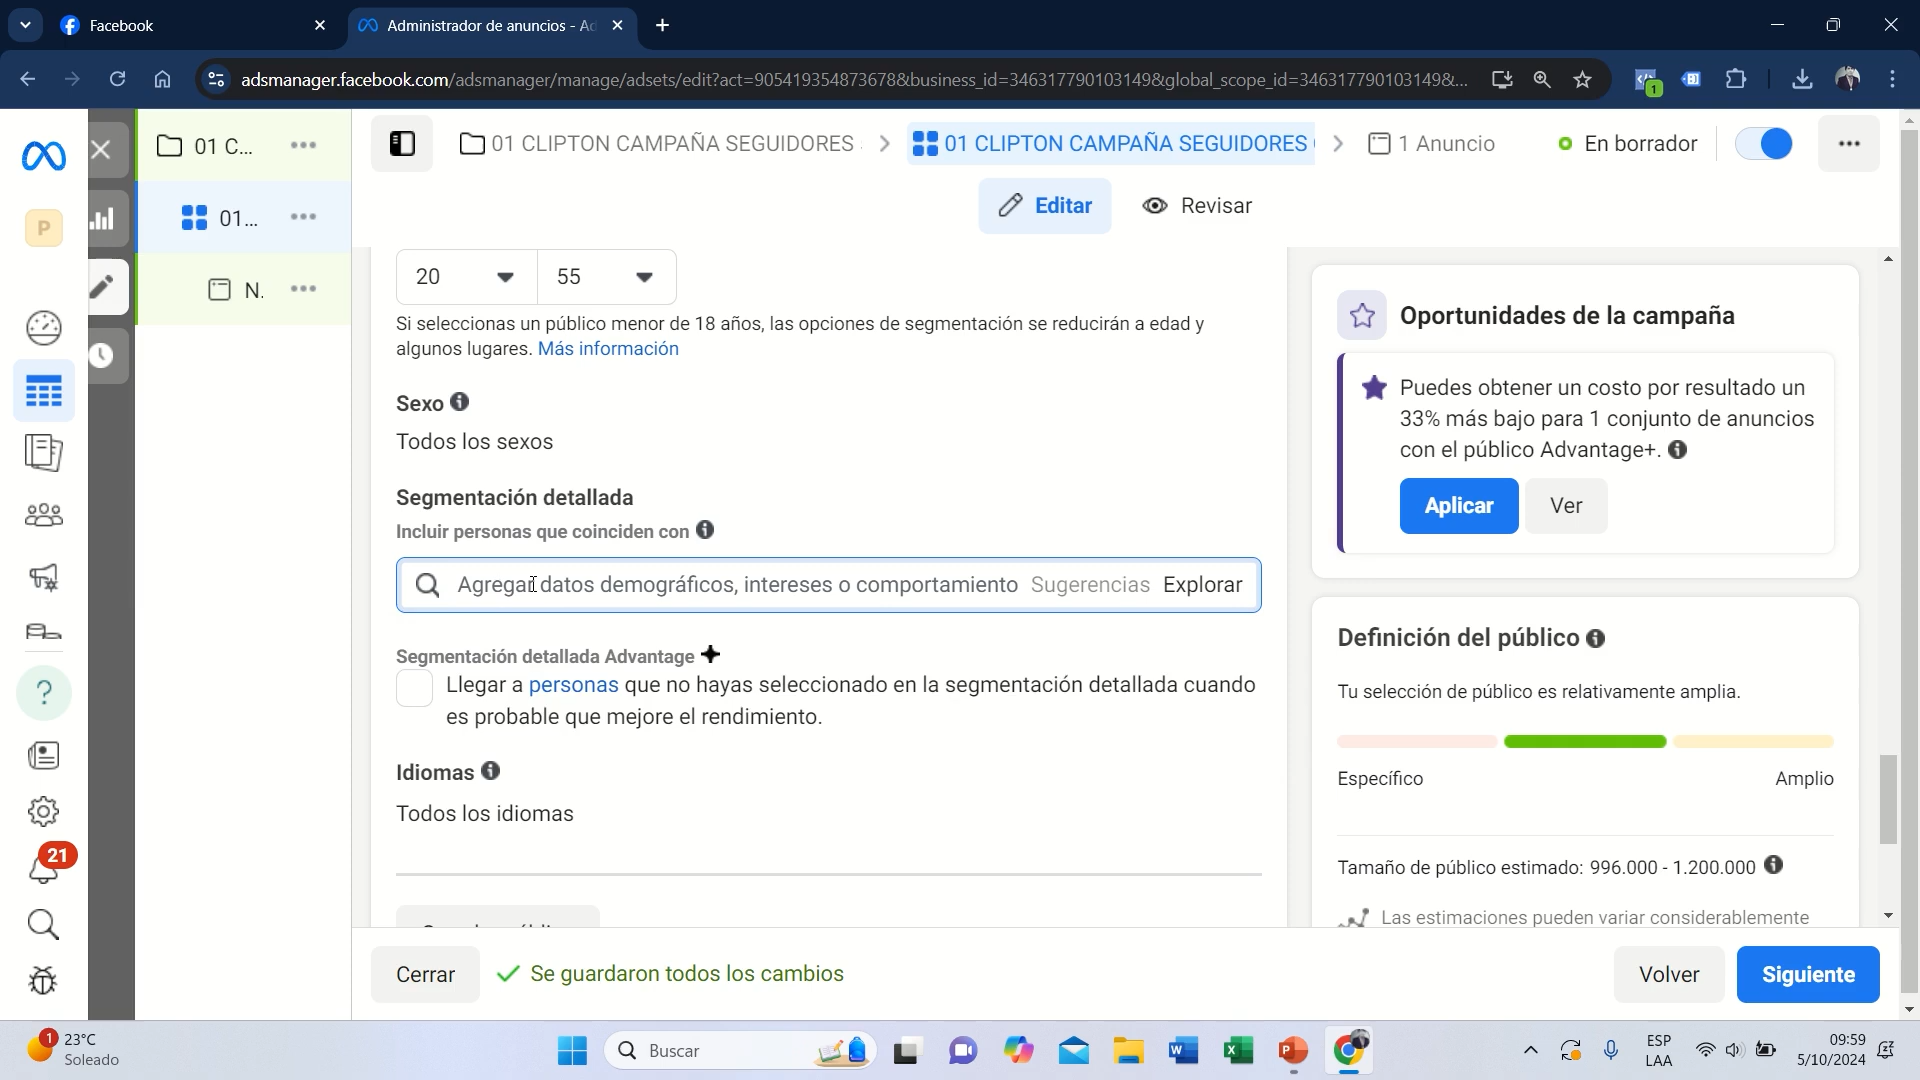 Facebook
Administrador de anuncios - Ad
adsmanager.facebook.com/adsmanager/manage/adsets/edit?act=905419354873678&business_id=346317790103149&global_scope_id=346317790103149&...
1
01 C...
01...
N.
P
21
01 CLIPTON CAMPAÑA SEGUIDORES
01 CLIPTON CAMPAÑA SEGUIDORES
1 Anuncio
En borrador
Editar
Revisar
20
55
Si seleccionas un público menor de 18 años, las opciones de segmentación se reducirán a edad y
algunos lugares. Más información
Sexo
Todos los sexos
Segmentación detallada
Incluir personas que coinciden con
Agregar datos demográficos, intereses o comportamiento Sugerencias Explorar
Segmentación detallada Advantage
Llegar a personas que no hayas seleccionado en la segmentación detallada cuando
es probable que mejore el rendimiento.
Idiomas
Todos los idiomas
Oportunidades de la campaña
Puedes obtener un costo por resultado un
33% más bajo para 1 conjunto de anuncios
con el público Advantage+.
Aplicar
Ver
Definición del público
Tu selección de público es relativamente amplia.
Específico
Amplio
Tamaño de público estimado: 996.000 - 1.200.000
Las estimaciones pueden variar considerablemente
Cerrar
Se guardaron todos los cambios
Volver
Siguiente
1
23°C
Soleado
Buscar
ESP
LAA
09:59
5/10/2024